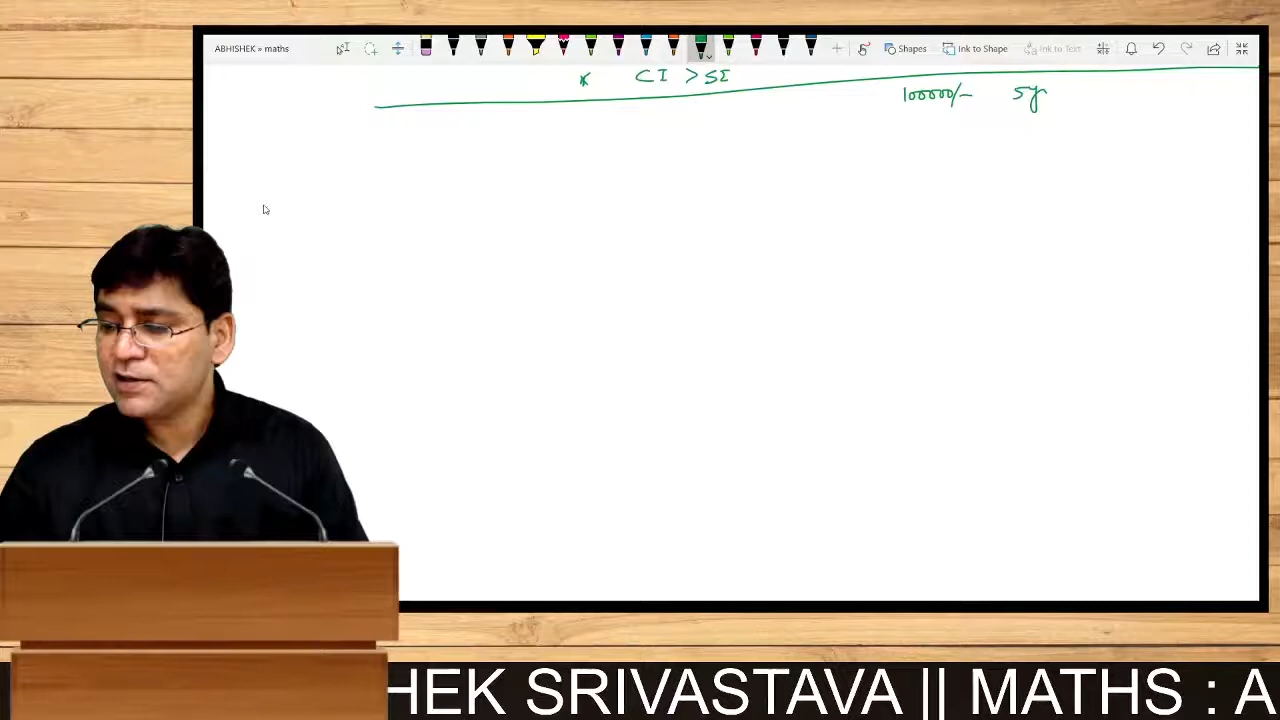 ABHISHEK » maths
Shapes
Ink to Shape
Ink to Text
* CI > SI
100000/- 5y
HEK SRIVASTAVA || MATHS : A